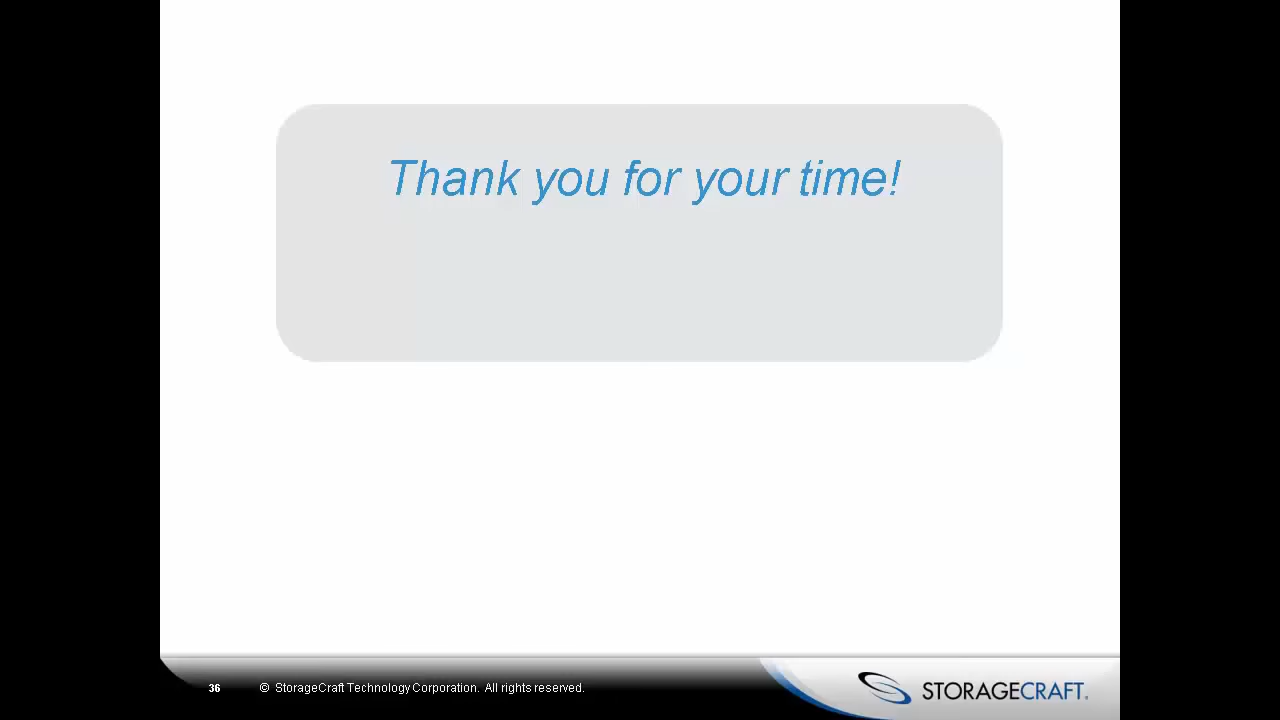 Thank you for your time!
36 © StorageCraft Technology Corporation. All rights reserved.
STORAGECRAFT.